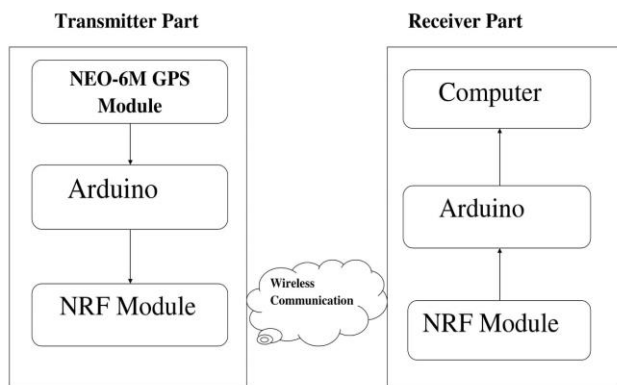 Transmitter Part
NEO-6M GPS
Module
Arduino
NRF Module
Wireless
Communication
Receiver Part
Computer
Arduino
NRF Module